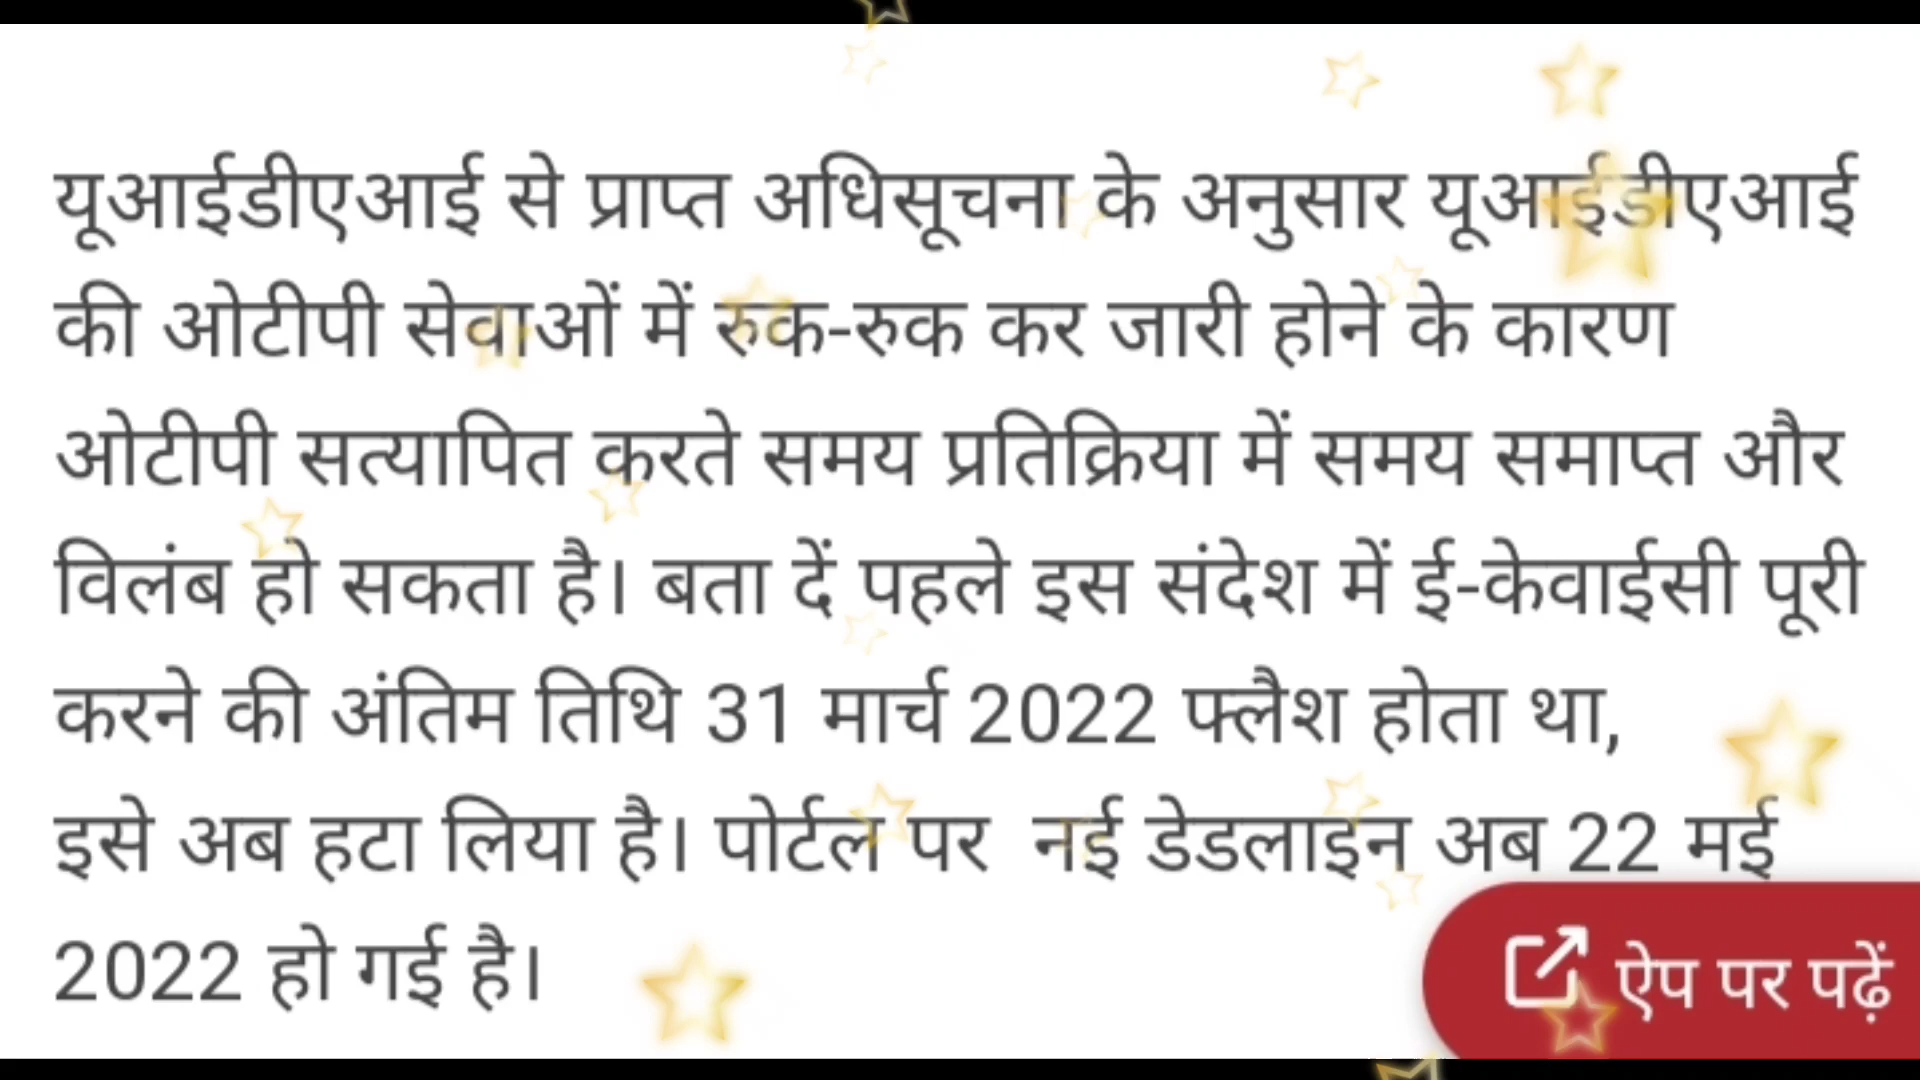 यूआईडीएआई से प्राप्त अधिसूचना के अनुसार यूआईडीएआई
की ओटीपी सेवाओं में रुक-रुक कर जारी होने के कारण
ओटीपी सत्यापित करते समय प्रतिक्रिया में समय समाप्त और
विलंब हो सकता है। बता दें पहले इस संदेश में ई-केवाईसी पूरी
करने की अंतिम तिथि 31 मार्च 2022 फ्लैश होता था,
इसे अब हटा लिया है। पोर्टल पर नई डेडलाइन अब 22 मई
2022 हो गई है।
ऐप पर पढ़ें